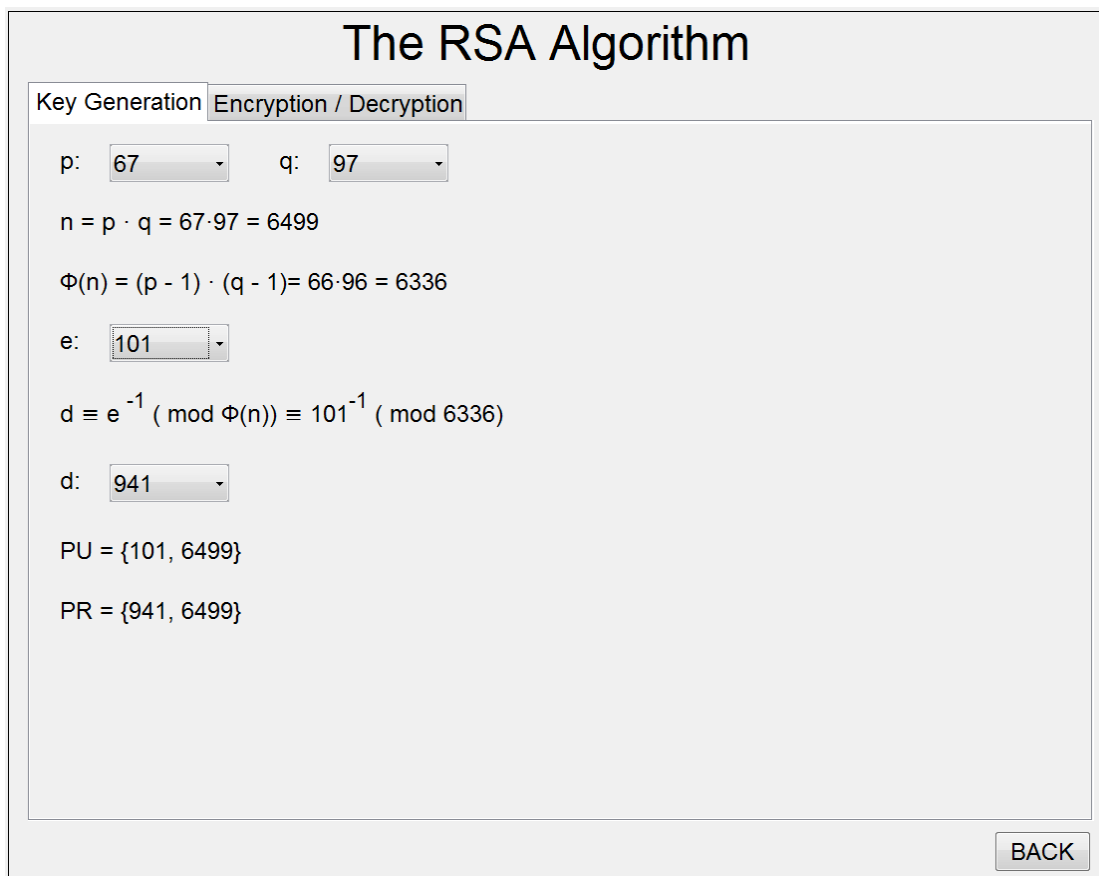 The RSA Algorithm
Key Generation Encryption / Decryption
p: 67 q: 97
n = p · q = 67·97 = 6499
Φ(n) = (p - 1) · (q - 1)= 66·96 = 6336
e: 101
d ≡ e⁻¹ ( mod Φ(n)) ≡ 101⁻¹ ( mod 6336)
d: 941
PU = {101, 6499}
PR = {941, 6499}
BACK